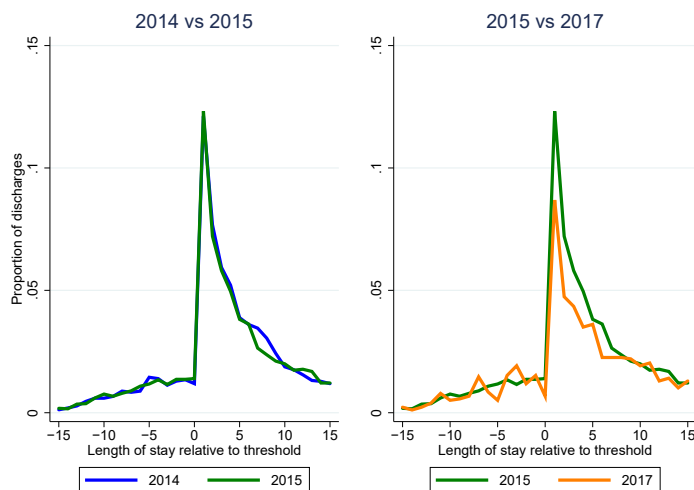 2014 vs 2015
Proportion of discharges
.15
.1
.05
0
−15 −10 −5 0 5 10 15
Length of stay relative to threshold
2014 2015
2015 vs 2017
.15
.1
.05
0
−15 −10 −5 0 5 10 15
Length of stay relative to threshold
2015 2017